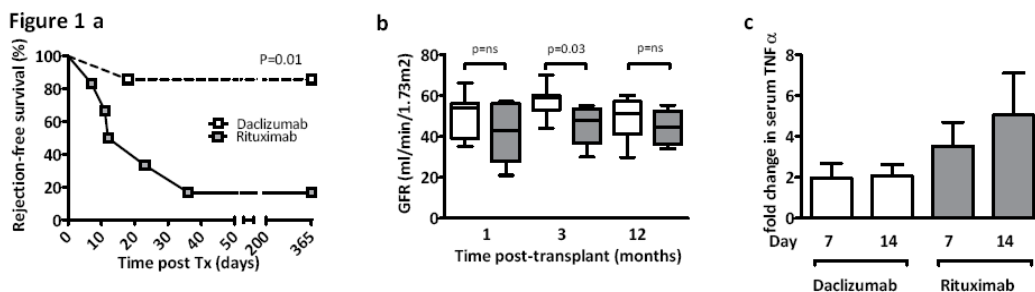 Figure 1 a
Rejection-free survival (%)
100
80
60
40
20
0
P=0.01
Daclizumab
Rituximab
0 10 20 30 40 50 200 365
Time post Tx (days)
b
GFR (ml/min/1.73m2)
80
60
40
20
0
p=ns p=0.03 p=ns
1 3 12
Time post-transplant (months)
c
fold change in serum TNF α
8
6
4
2
0
Day 7 14 7 14
Daclizumab Rituximab